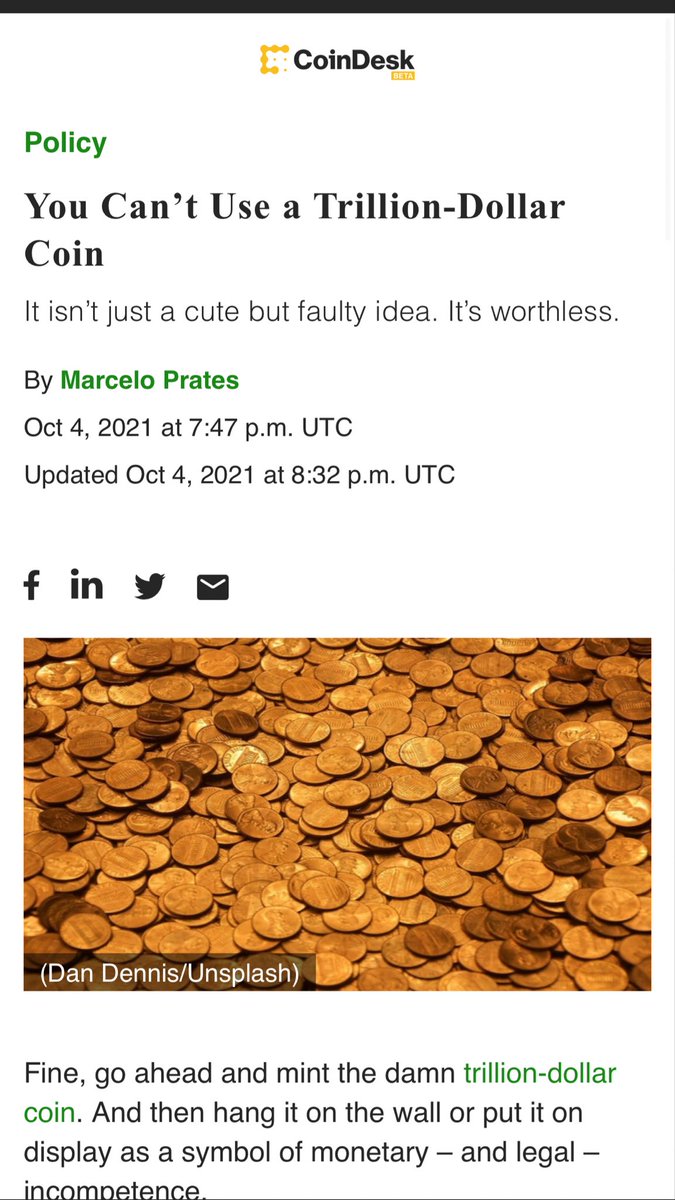 CoinDesk
BETA
Policy
You Can’t Use a Trillion-Dollar
Coin
It isn’t just a cute but faulty idea. It’s worthless.
By Marcelo Prates
Oct 4, 2021 at 7:47 p.m. UTC
Updated Oct 4, 2021 at 8:32 p.m. UTC
(Dan Dennis/Unsplash)
Fine, go ahead and mint the damn trillion-dollar
coin. And then hang it on the wall or put it on
display as a symbol of monetary – and legal –
incompetence.